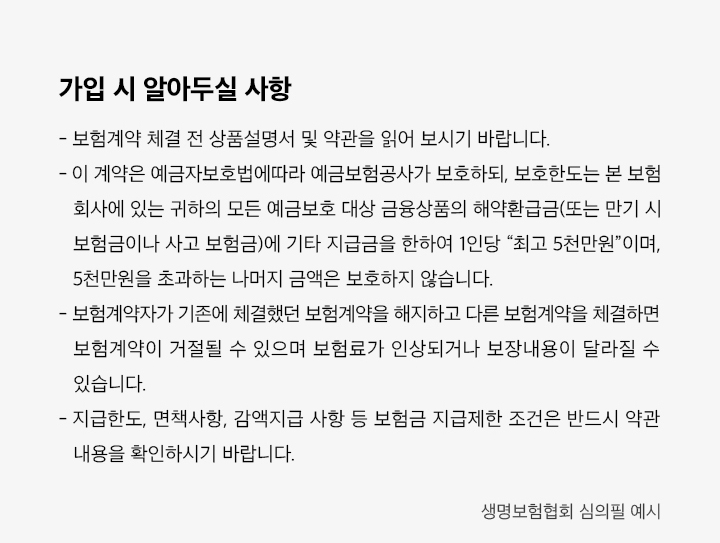 가입 시 알아두실 사항
- 보험계약 체결 전 상품설명서 및 약관을 읽어 보시기 바랍니다.
- 이 계약은 예금자보호법에따라 예금보험공사가 보호하되, 보호한도는 본 보험
회사에 있는 귀하의 모든 예금보호 대상 금융상품의 해약환급금(또는 만기 시
보험금이나 사고 보험금)에 기타 지급금을 한하여 1인당 “최고 5천만원”이며,
5천만원을 초과하는 나머지 금액은 보호하지 않습니다.
- 보험계약자가 기존에 체결했던 보험계약을 해지하고 다른 보험계약을 체결하면
보험계약이 거절될 수 있으며 보험료가 인상되거나 보장내용이 달라질 수
있습니다.
- 지급한도, 면책사항, 감액지급 사항 등 보험금 지급제한 조건은 반드시 약관
내용을 확인하시기 바랍니다.
생명보험협회 심의필 예시